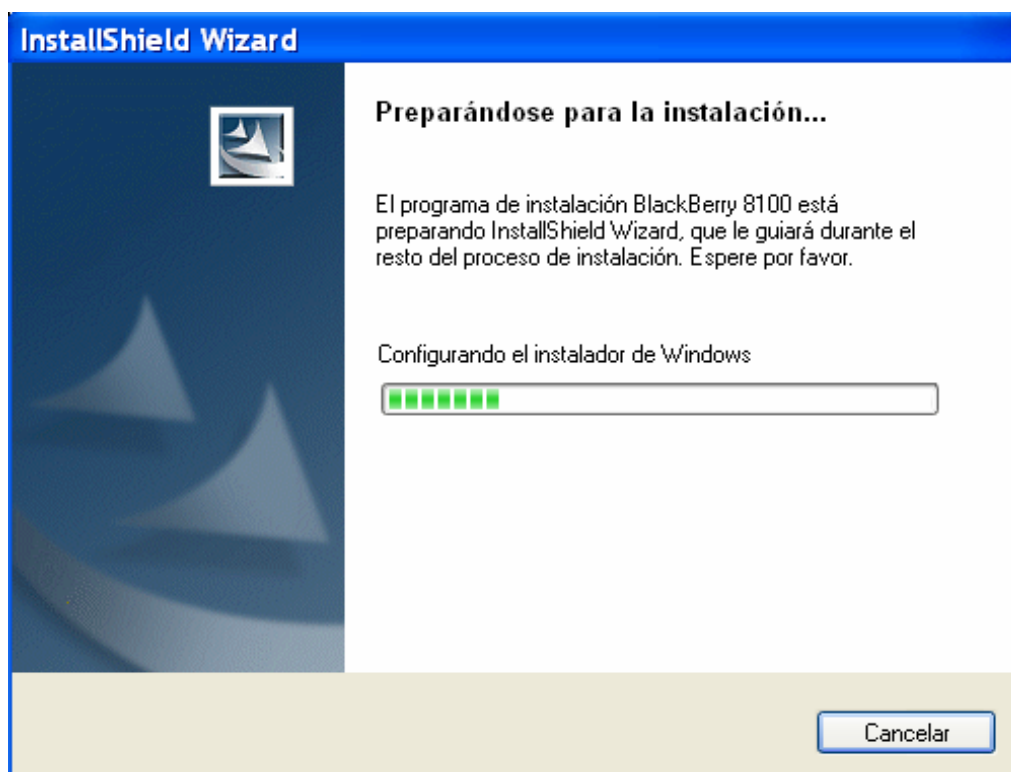 InstallShield Wizard
Preparándose para la instalación...
El programa de instalación BlackBerry 8100 está
preparando InstallShield Wizard, que le guiará durante el
resto del proceso de instalación. Espere por favor.
Configurando el instalador de Windows
Cancelar